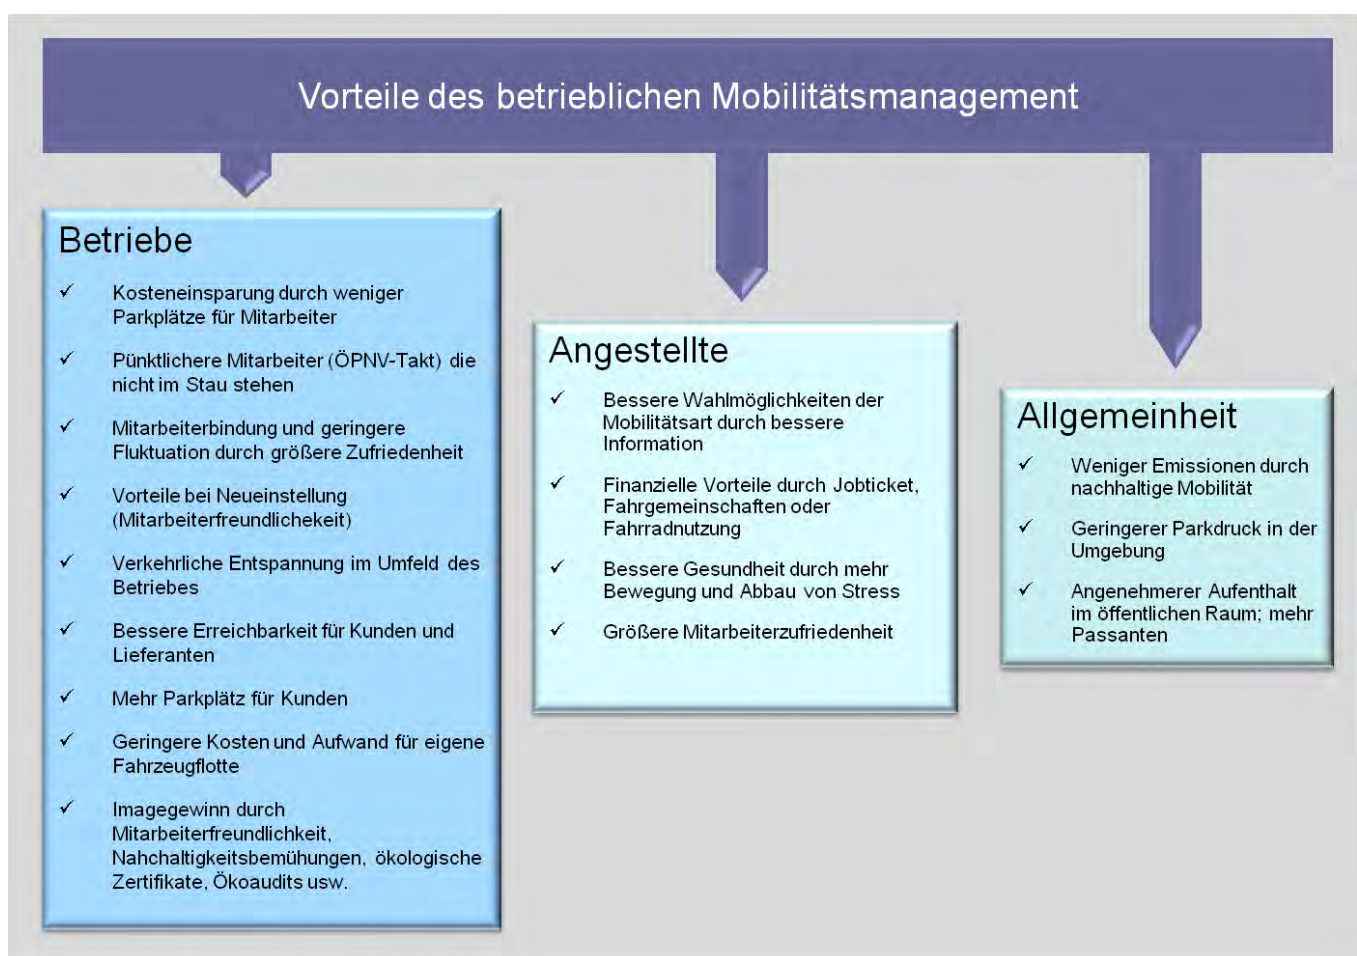 Vorteile des betrieblichen Mobilitätsmanagement
Betriebe
✓ Kosteneinsparung durch weniger
Parkplätze für Mitarbeiter
✓ Pünktlichere Mitarbeiter (ÖPNV-Takt) die
nicht im Stau stehen
✓ Mitarbeiterbindung und geringere
Fluktuation durch größere Zufriedenheit
✓ Vorteile bei Neueinstellung
(Mitarbeiterfreundlichekeit)
✓ Verkehrliche Entspannung im Umfeld des
Betriebes
✓ Bessere Erreichbarkeit für Kunden und
Lieferanten
✓ Mehr Parkplätz für Kunden
✓ Geringere Kosten und Aufwand für eigene
Fahrzeugflotte
✓ Imagegewinn durch
Mitarbeiterfreundlichkeit,
Nahchaltigkeitsbemühungen, ökologische
Zertifikate, Ökoaudits usw.
Angestellte
✓ Bessere Wahlmöglichkeiten der
Mobilitätsart durch bessere
Information
✓ Finanzielle Vorteile durch Jobticket,
Fahrgemeinschaften oder
Fahrradnutzung
✓ Bessere Gesundheit durch mehr
Bewegung und Abbau von Stress
✓ Größere Mitarbeiterzufriedenheit
Allgemeinheit
✓ Weniger Emissionen durch
nachhaltige Mobilität
✓ Geringerer Parkdruck in der
Umgebung
✓ Angenehmerer Aufenthalt
im öffentlichen Raum; mehr
Passanten